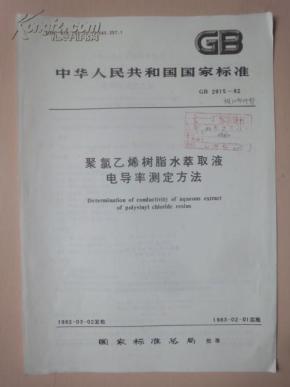 GB
中华人民共和国国家标准
GB 2915—82
聚氯乙烯树脂水萃取液
电导率测定方法
Determination of conductivity of aqueous extract
of polyvinyl chloride resins
1982-03-02发布
1983-02-01实施
国家标准总局 批准